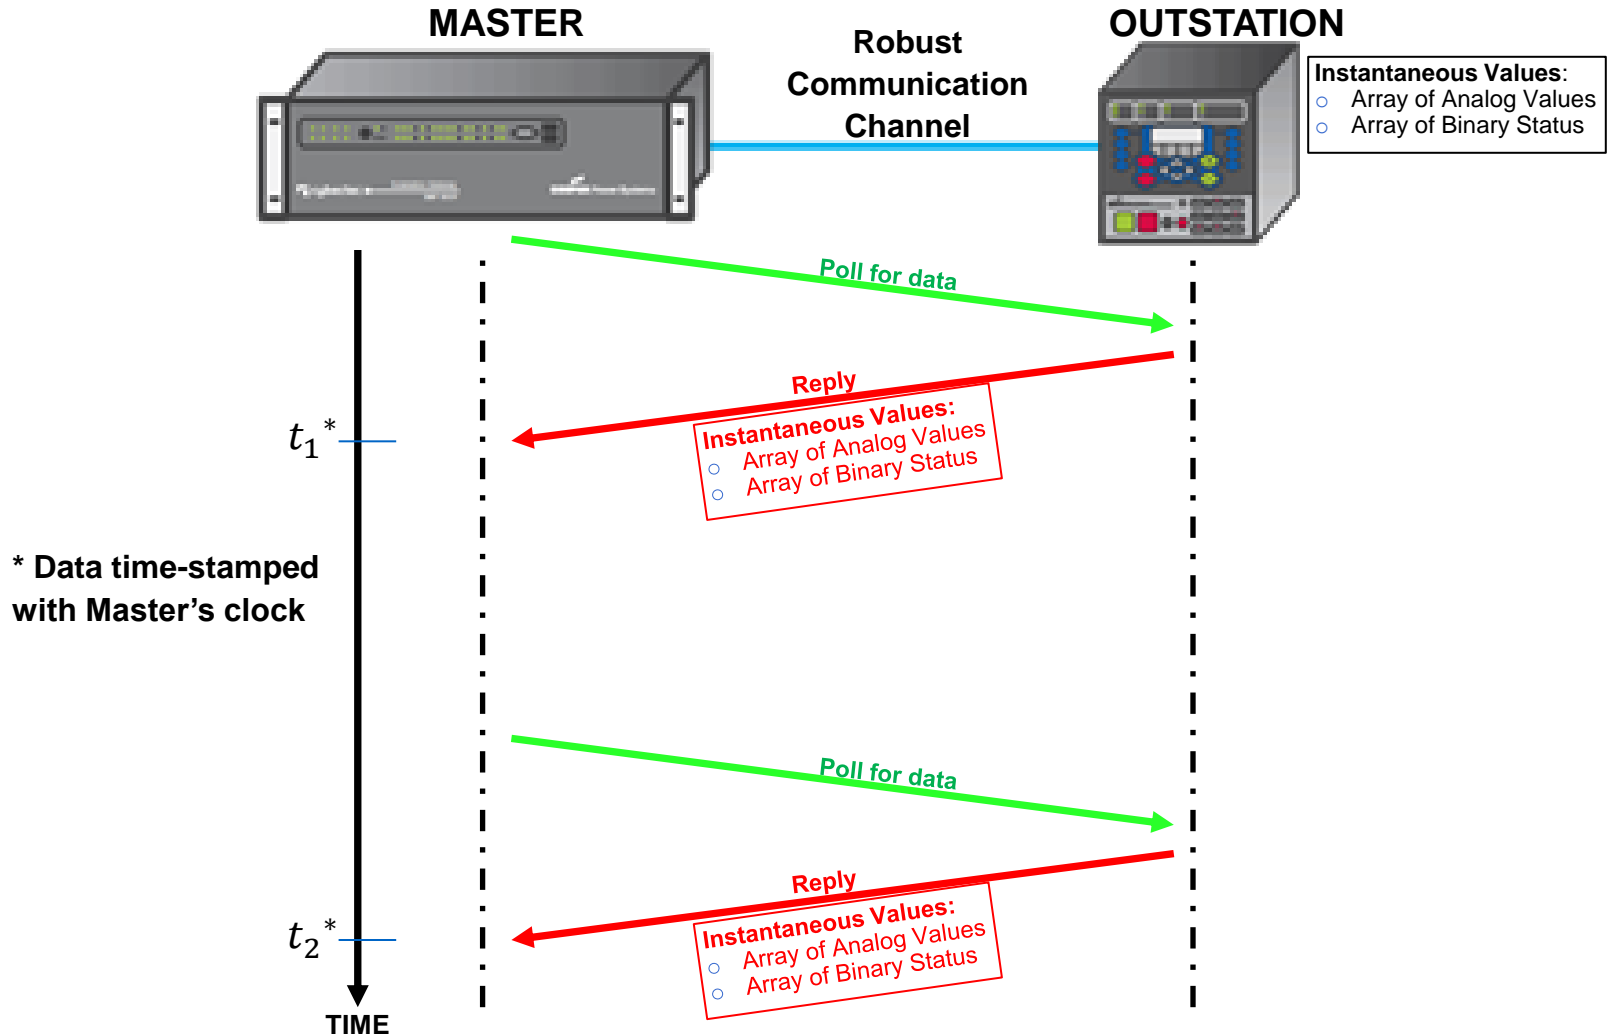 MASTER
OUTSTATION
Robust
Communication
Channel
Instantaneous Values:
○ Array of Analog Values
○ Array of Binary Status
Poll for data
Reply
Instantaneous Values:
○ Array of Analog Values
○ Array of Binary Status
t₁*
* Data time-stamped
with Master’s clock
Poll for data
Reply
Instantaneous Values:
○ Array of Analog Values
○ Array of Binary Status
t₂*
TIME